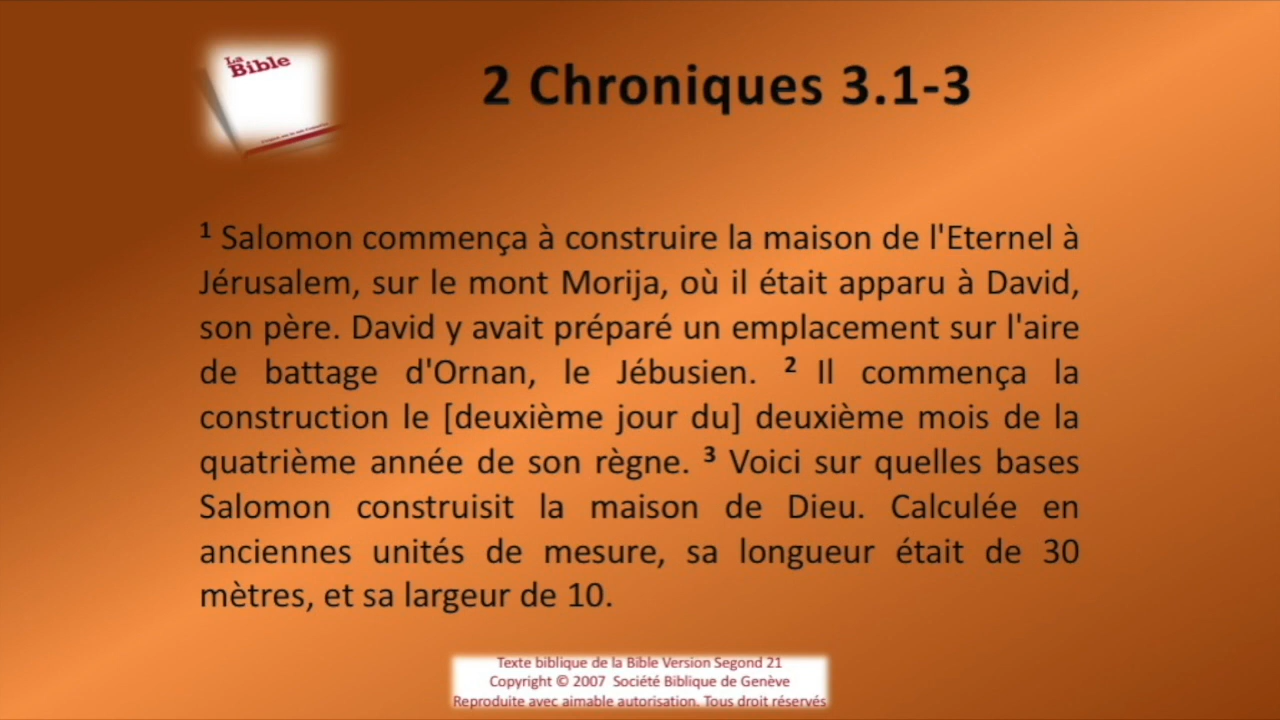 La
Bible
2 Chroniques 3.1-3
1 Salomon commença à construire la maison de l'Eternel à
Jérusalem, sur le mont Morija, où il était apparu à David,
son père. David y avait préparé un emplacement sur l'aire
de battage d'Ornan, le Jébusien. 2 Il commença la
construction le [deuxième jour du] deuxième mois de la
quatrième année de son règne. 3 Voici sur quelles bases
Salomon construisit la maison de Dieu. Calculée en
anciennes unités de mesure, sa longueur était de 30
mètres, et sa largeur de 10.
Texte biblique de la Bible Version Segond 21
Copyright © 2007 Société Biblique de Genève
Reproduite avec aimable autorisation. Tous droit réservés